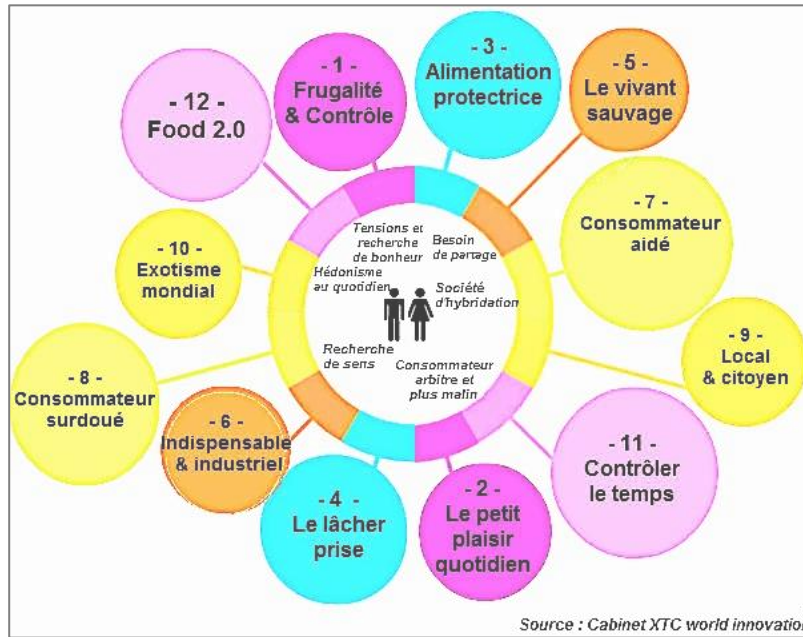 - 1 -
Frugalité
& Contrôle
- 3 -
Alimentation
protectrice
- 5 -
Le vivant
sauvage
- 12 -
Food 2.0
- 7 -
Consommateur
aidé
- 10 -
Exotisme
mondial
Tensions et
recherche
de bonheur
Besoin
de partage
Hédonisme
au quotidien
Société
d'hybridation
Recherche
de sens
Consommateur
arbitre et
plus malin
- 9 -
Local
& citoyen
- 8 -
Consommateur
surdoué
- 6 -
Indispensable
& industriel
- 11 -
Contrôler
le temps
- 4 -
Le lâcher
prise
- 2 -
Le petit
plaisir
quotidien
Source : Cabinet XTC world innovation